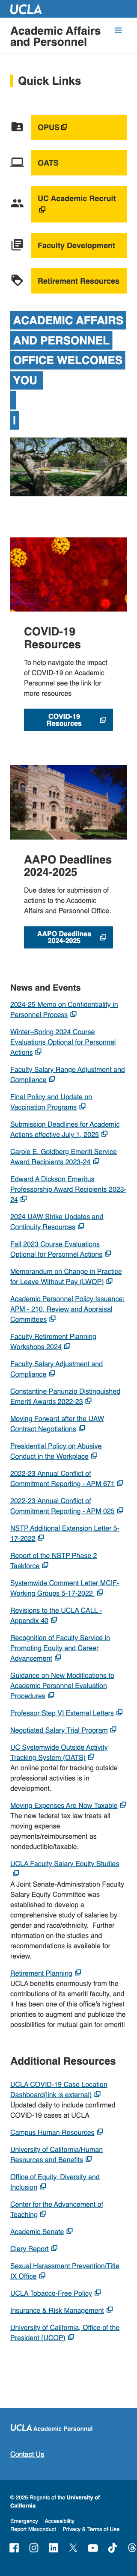 UCLA
Academic Affairs
and Personnel
Quick Links
OPUS
OATS
UC Academic Recruit
Faculty Development
Retirement Resources
ACADEMIC AFFAIRS
AND PERSONNEL
OFFICE WELCOMES
YOU
I
COVID-19
Resources
To help navigate the impact
of COVID-19 on Academic
Personnel see the link for
more resources
COVID-19
Resources
AAPO Deadlines
2024-2025
Due dates for submission of
actions to the Academic
Affairs and Personnel Office.
AAPO Deadlines
2024-2025
News and Events
2024-25 Memo on Confidentiality in
Personnel Process
Winter–Spring 2024 Course
Evaluations Optional for Personnel
Actions
Faculty Salary Range Adjustment and
Compliance
Final Policy and Update on
Vaccination Programs
Submission Deadlines for Academic
Actions effective July 1, 2025
Carole E. Goldberg Emeriti Service
Award Recipients 2023-24
Edward A Dickson Emeritus
Professorship Award Recipients 2023-
24
2024 UAW Strike Updates and
Continuity Resources
Fall 2023 Course Evaluations
Optional for Personnel Actions
Memorandum on Change in Practice
for Leave Without Pay (LWOP)
Academic Personnel Policy Issuance:
APM - 210, Review and Appraisal
Committees
Faculty Retirement Planning
Workshops 2024
Faculty Salary Adjustment and
Compliance
Constantine Panunzio Distinguished
Emeriti Awards 2022-23
Moving Forward after the UAW
Contract Negotiations
Presidential Policy on Abusive
Conduct in the Workplace
2022-23 Annual Conflict of
Commitment Reporting - APM 671
2022-23 Annual Conflict of
Commitment Reporting - APM 025
NSTP Additional Extension Letter 5-
17-2022
Report of the NSTP Phase 2
Taskforce
Systemwide Comment Letter MCIF-
Working Groups 5-17-2022
Revisions to the UCLA CALL -
Appendix 40
Recognition of Faculty Service in
Promoting Equity and Career
Advancement
Guidance on New Modifications to
Academic Personnel Evaluation
Procedures
Professor Step VI External Letters
Negotiated Salary Trial Program
UC Systemwide Outside Activity
Tracking System (OATS)
An online portal for tracking outside
professional activities is in
development.
Moving Expenses Are Now Taxable
The new federal tax law treats most
moving expense
payments/reimbursements as
taxable to the employee and
nondeductible/taxable.
UCLA Faculty Salary Equity Studies
A Joint Senate-Administration Faculty
Salary Equity Committee was
established to develop a
UC-wide
gender and race/ethnicity. Further
information on these studies will be
available in November.
Retirement Planning
UCLA benefits enormously from the
contributions of its emeriti faculty, and
it has been one of this office's highest
priorities to maximize the post-career
possibilities for mutual gain for emeriti
Additional Resources
UCLA COVID-19 Case Location
Dashboard(link is external)
Updated daily to include confirmed
COVID-19 cases at UCLA
Campus Human Resources
University of California/Human
Resources and Benefits
Office of Equity, Diversity and
Inclusion
Center for the Advancement of
Teaching
Academic Senate
Clery Report
Sexual Harassment Prevention/Title
IX Office
UCLA Tobacco-Free Policy
Insurance & Risk Management
University of California, Office of the
President (UCOP)
UCLA Academic Personnel
Contact Us
© 2025 Regents of the University of
California
Emergency Accessibility
Report Misconduct Privacy & Terms of Use